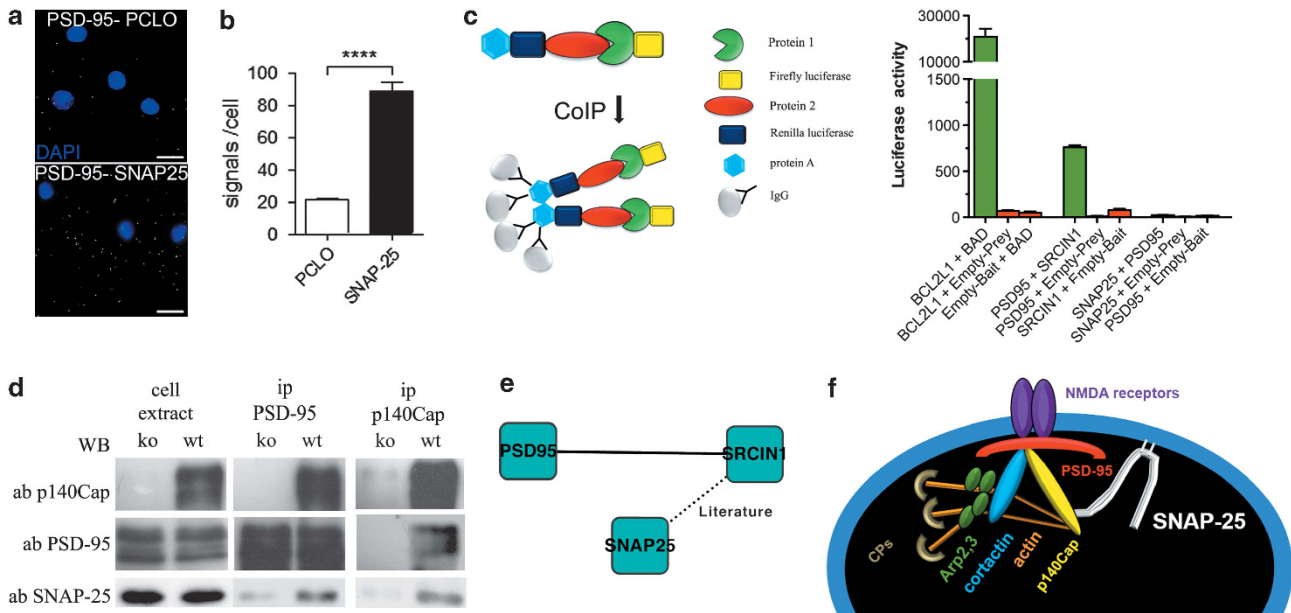 a
PSD-95- PCLO
DAPI
PSD-95- SNAP25
b
signals /cell
100
80
60
40
20
0
****
PCLO
SNAP-25
c
CoIP
Protein 1
Firefly luciferase
Protein 2
Renilla luciferase
protein A
IgG
Luciferase activity
30000
10000
1500
1000
500
0
BCL2L1 + BAD
BCL2L1 + Empty-Prey
Empty-Bait + BAD
PSD95 + SRCIN1
PSD95 + Empty-Prey
SRCIN1 + Empty-Bait
SNAP25 + PSD95
SNAP25 + Empty-Prey
PSD95 + Empty-Bait
d
cell extract
ip PSD-95
ip p140Cap
WB
ko wt ko wt ko wt
ab p140Cap
ab PSD-95
ab SNAP-25
e
PSD95
SRCIN1
Literature
SNAP25
f
NMDA receptors
PSD-95
SNAP-25
CPs
Arp2,3
cortactin
actin
p140Cap